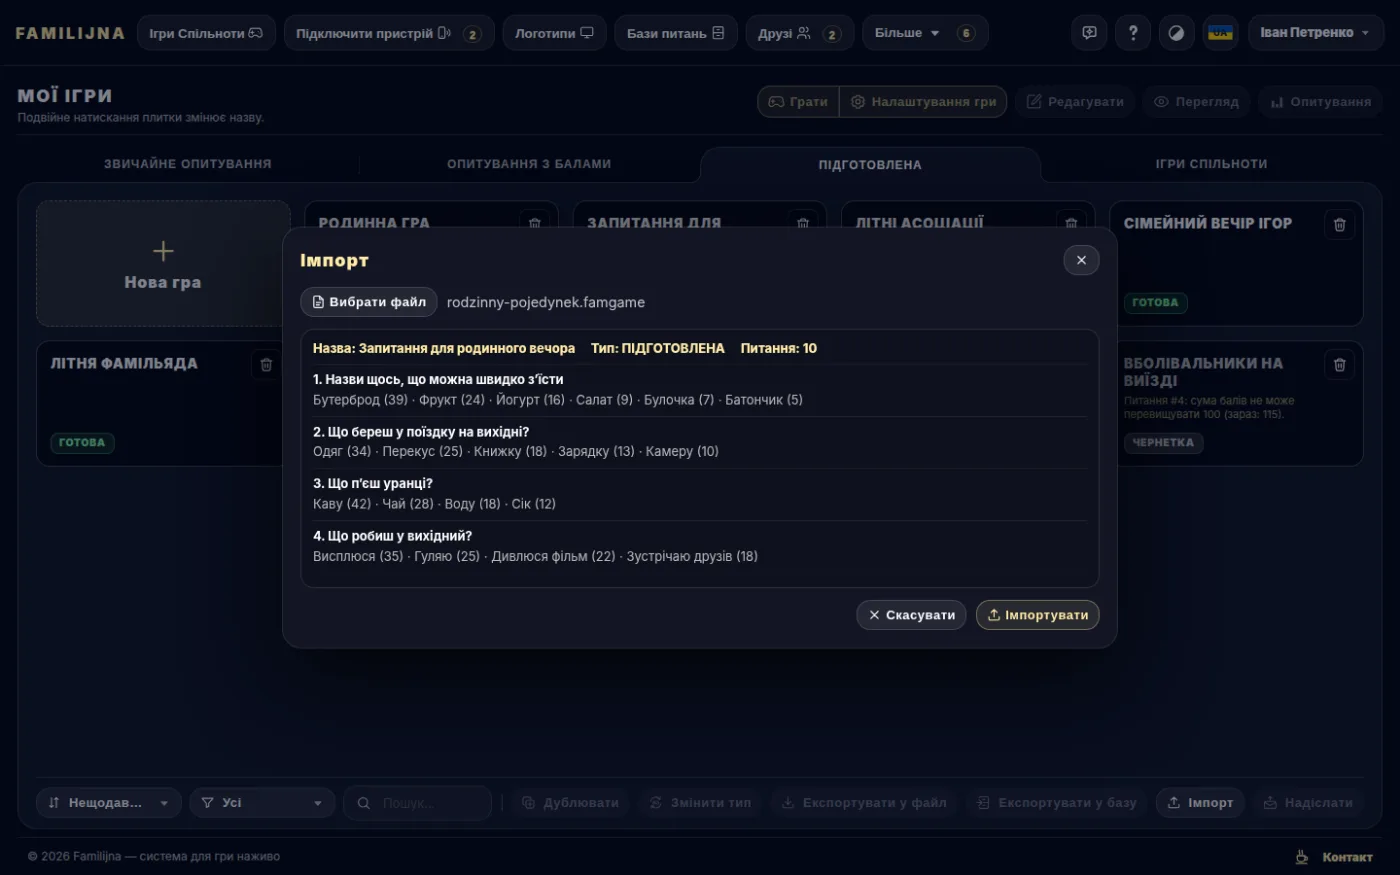 FAMILIJNA
Ігри Спільноти
Підключити пристрій 2
Логотипи
Бази питань
Друзі 2
Більше 6
?
UA
Іван Петренко
МОЇ ІГРИ
Подвійне натискання плитки змінює назву.
Грати
Налаштування гри
Редагувати
Перегляд
Опитування
ЗВИЧАЙНЕ ОПИТУВАННЯ
ОПИТУВАННЯ З БАЛАМИ
ПІДГОТОВЛЕНА
ІГРИ СПІЛЬНОТИ
Нова гра
РОДИННА ГРА
ЗАПИТАННЯ ДЛЯ
ЛІТНІ АСОЦІАЦІЇ
СІМЕЙНИЙ ВЕЧІР ІГОР
ГОТОВА
ЛІТНЯ ФАМІЛЬЯДА
ГОТОВА
ВБОЛІВАЛЬНИКИ НА
ВИЇЗДІ
Питання #4: сума балів не може
перевищувати 100 (зараз: 115).
ЧЕРНЕТКА
Імпорт
Вибрати файл
rodzinny-pojedynek.famgame
Назва: Запитання для родинного вечора Тип: ПІДГОТОВЛЕНА Питання: 10
1. Назви щось, що можна швидко з'їсти
Бутерброд (39) · Фрукт (24) · Йогурт (16) · Салат (9) · Булочка (7) · Батончик (5)
2. Що береш у поїздку на вихідні?
Одяг (34) · Перекус (25) · Книжку (18) · Зарядку (13) · Камеру (10)
3. Що п'єш уранці?
Каву (42) · Чай (28) · Воду (18) · Сік (12)
4. Що робиш у вихідний?
Висплюся (35) · Гуляю (25) · Дивлюся фільм (22) · Зустрічаю друзів (18)
Скасувати
Імпортувати
Нещодав...
Усі
Пошук...
Дублювати
Змінити тип
Експортувати у файл
Експортувати у базу
Імпорт
Надіслати
© 2026 Familijna — система для гри наживо
Контакт